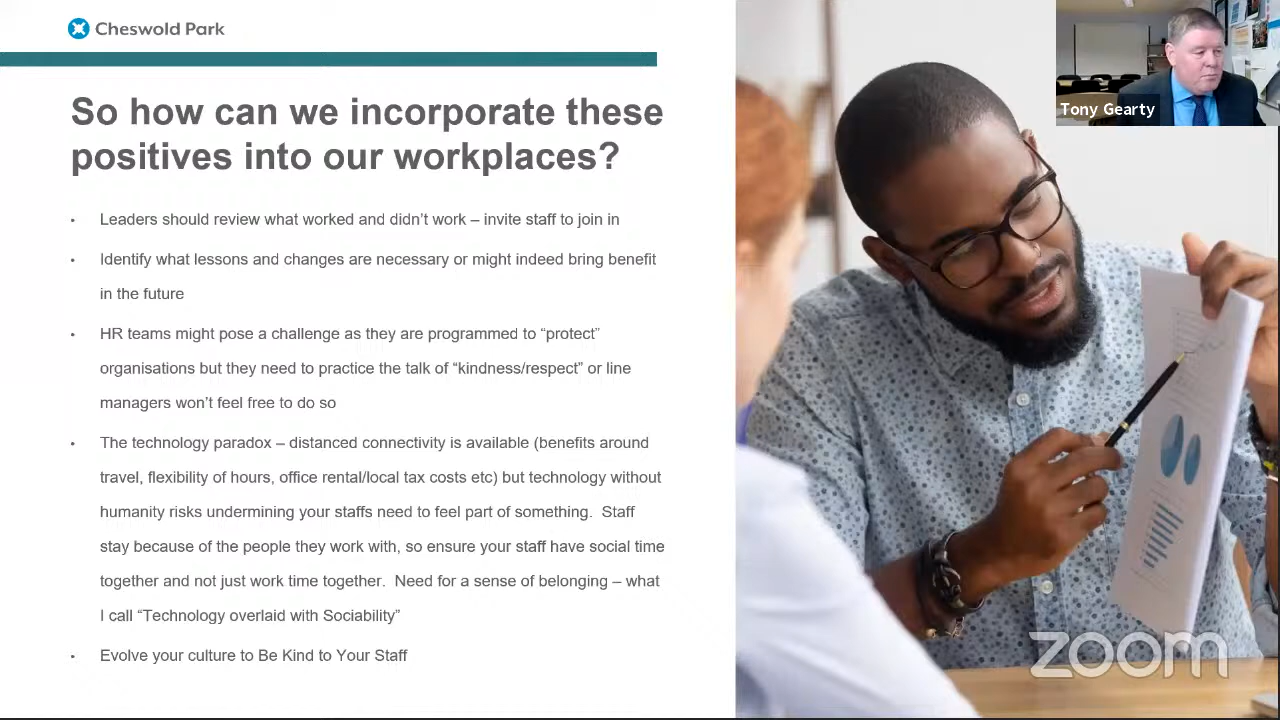 Cheswold Park
Tony Gearty
So how can we incorporate these
positives into our workplaces?
• Leaders should review what worked and didn’t work – invite staff to join in
• Identify what lessons and changes are necessary or might indeed bring benefit
in the future
• HR teams might pose a challenge as they are programmed to “protect”
organisations but they need to practice the talk of “kindness/respect” or line
managers won’t feel free to do so
• The technology paradox – distanced connectivity is available (benefits around
travel, flexibility of hours, office rental/local tax costs etc) but technology without
humanity risks undermining your staffs need to feel part of something.  Staff
stay because of the people they work with, so ensure your staff have social time
together and not just work time together.  Need for a sense of belonging – what
I call “Technology overlaid with Sociability”
• Evolve your culture to Be Kind to Your Staff
zoom